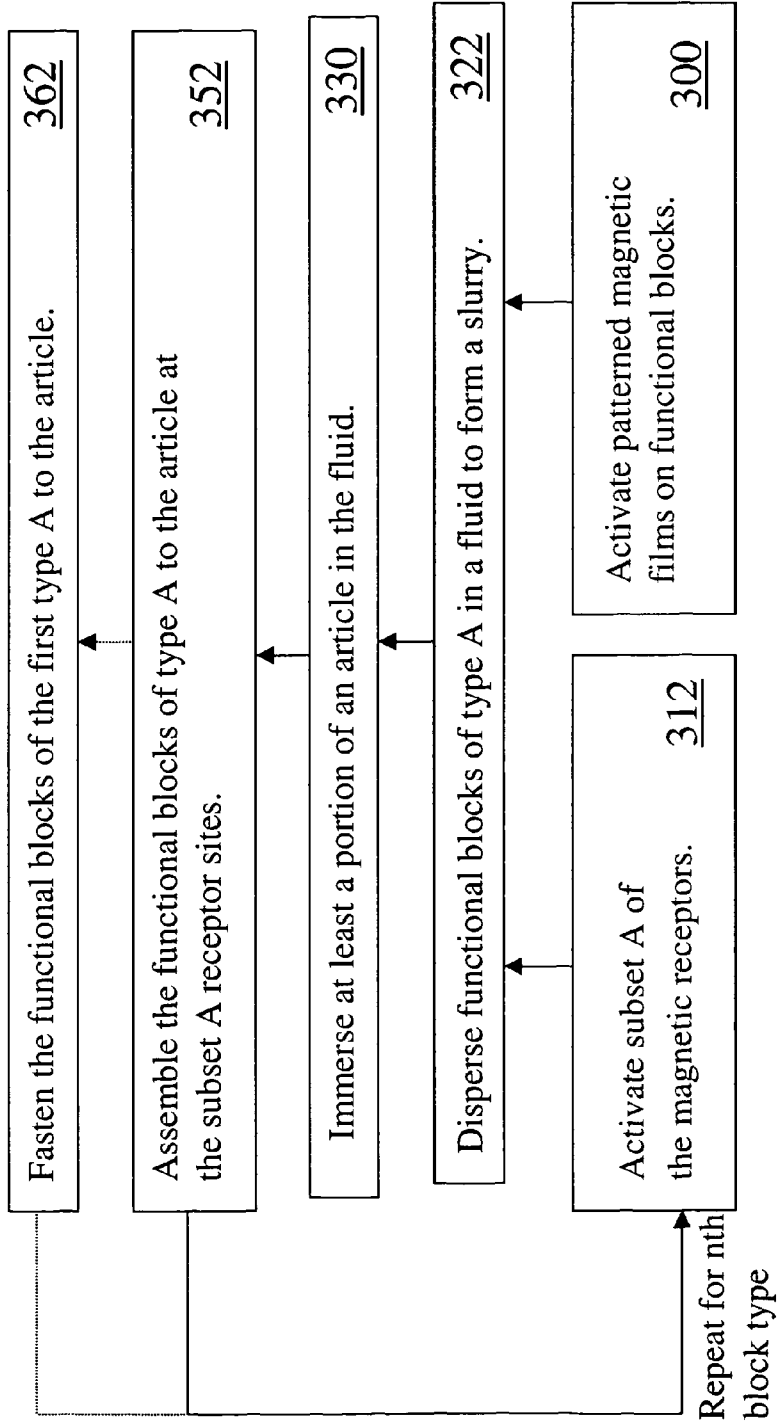 Fasten the functional blocks of the first type A to the article.
362
Assemble the functional blocks of type A to the article at
the subset A receptor sites.
352
Immerse at least a portion of an article in the fluid.
330
Disperse functional blocks of type A in a fluid to form a slurry.
322
Activate subset A of
the magnetic receptors.
312
Activate patterned magnetic
films on functional blocks.
300
Repeat for nth
block type